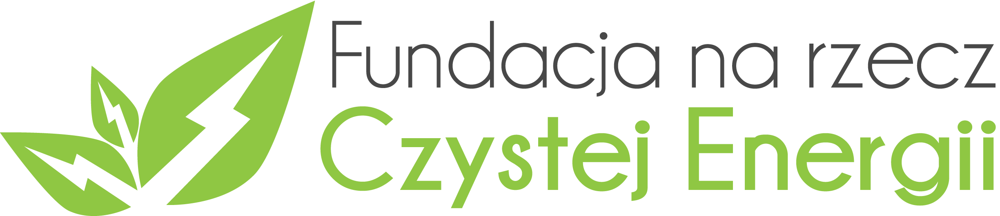 Fundacja na rzecz
Czystej Energii